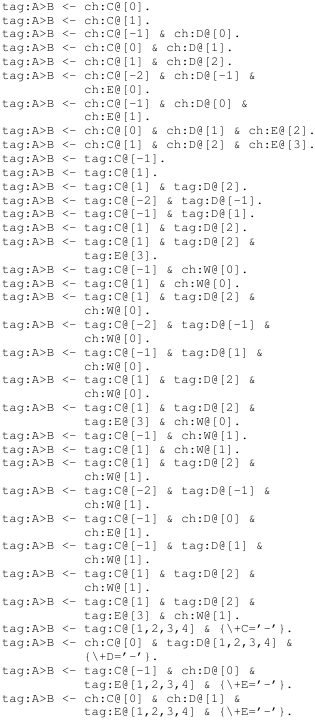 tag:A>B <- ch:C@[0].
tag:A>B <- ch:C@[1].
tag:A>B <- ch:C@[-1] & ch:D@[0].
tag:A>B <- ch:C@[0] & ch:D@[1].
tag:A>B <- ch:C@[1] & ch:D@[2].
tag:A>B <- ch:C@[-2] & ch:D@[-1] &
ch:E@[0].
tag:A>B <- ch:C@[-1] & ch:D@[0] &
ch:E@[1].
tag:A>B <- ch:C@[0] & ch:D@[1] & ch:E@[2].
tag:A>B <- ch:C@[1] & ch:D@[2] & ch:E@[3].
tag:A>B <- tag:C@[-1].
tag:A>B <- tag:C@[1].
tag:A>B <- tag:C@[1] & tag:D@[2].
tag:A>B <- tag:C@[-2] & tag:D@[-1].
tag:A>B <- tag:C@[-1] & tag:D@[1].
tag:A>B <- tag:C@[1] & tag:D@[2].
tag:A>B <- tag:C@[1] & tag:D@[2] &
tag:E@[3].
tag:A>B <- tag:C@[-1] & ch:W@[0].
tag:A>B <- tag:C@[1] & ch:W@[0].
tag:A>B <- tag:C@[1] & tag:D@[2] &
ch:W@[0].
tag:A>B <- tag:C@[-2] & tag:D@[-1] &
ch:W@[0].
tag:A>B <- tag:C@[-1] & tag:D@[1] &
ch:W@[0].
tag:A>B <- tag:C@[1] & tag:D@[2] &
ch:W@[0].
tag:A>B <- tag:C@[1] & tag:D@[2] &
tag:E@[3] & ch:W@[0].
tag:A>B <- tag:C@[-1] & ch:W@[1].
tag:A>B <- tag:C@[1] & ch:W@[1].
tag:A>B <- tag:C@[1] & tag:D@[2] &
ch:W@[1].
tag:A>B <- tag:C@[-2] & tag:D@[-1] &
ch:W@[1].
tag:A>B <- tag:C@[-1] & ch:D@[0] &
ch:E@[1].
tag:A>B <- tag:C@[-1] & tag:D@[1] &
ch:W@[1].
tag:A>B <- tag:C@[1] & tag:D@[2] &
ch:W@[1].
tag:A>B <- tag:C@[1] & tag:D@[2] &
tag:E@[3] & ch:W@[1].
tag:A>B <- tag:C@[1,2,3,4] & {\+C='-'}.
tag:A>B <- ch:C@[0] & tag:D@[1,2,3,4] &
{\+D='-'}.
tag:A>B <- tag:C@[-1] & ch:D@[0] &
tag:E@[1,2,3,4] & {\+E='-'}.
tag:A>B <- ch:C@[0] & ch:D@[1] &
tag:E@[1,2,3,4] & {\+E='-'}.